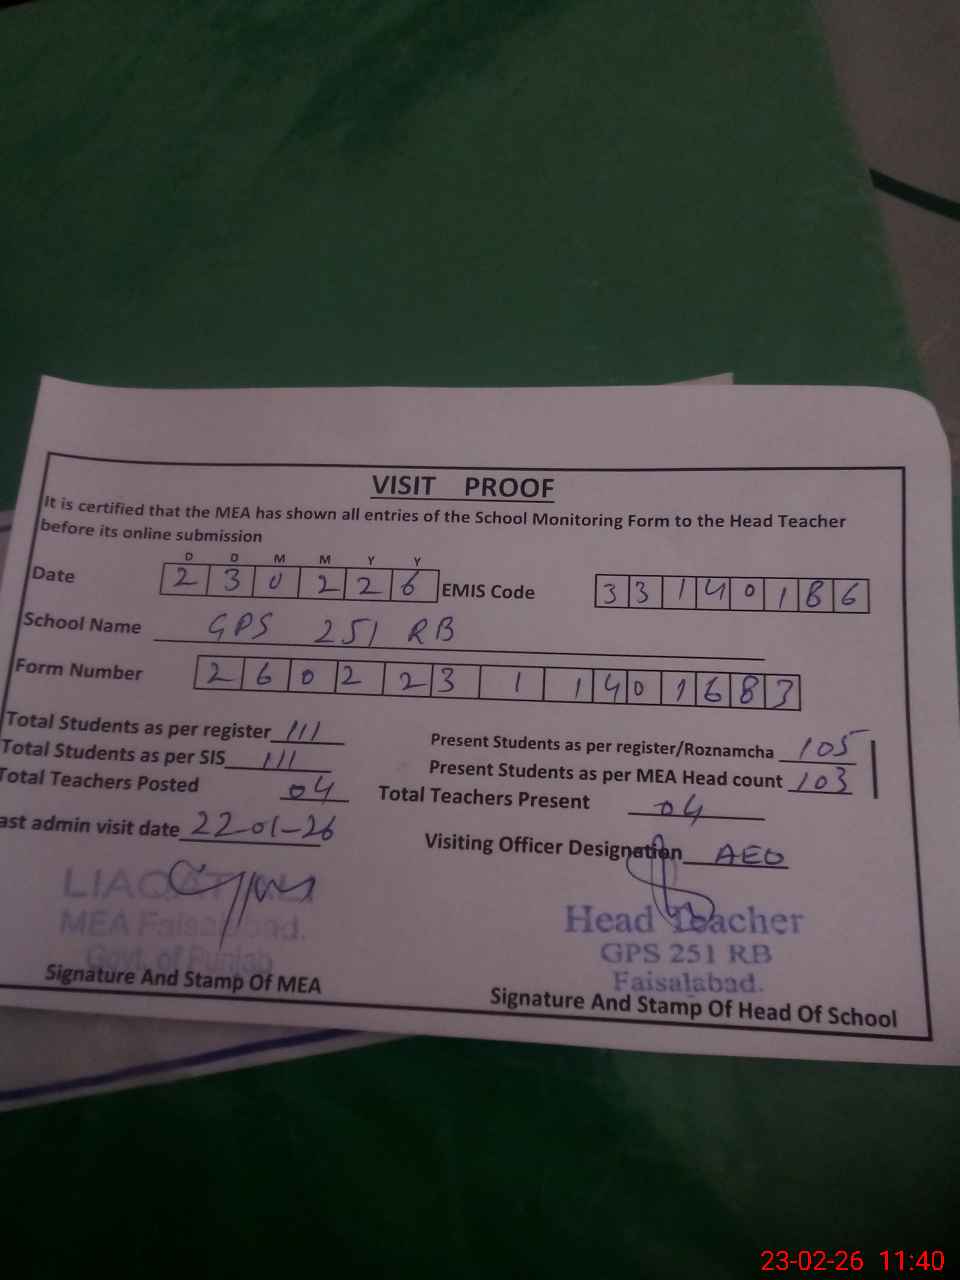 VISIT PROOF
It is certified that the MEA has shown all entries of the School Monitoring Form to the Head Teacher
before its online submission
D D M M Y Y
Date 2 3 0 2 2 6 EMIS Code 3 3 1 4 0 1 8 6
School Name GPS 251 RB
Form Number 2 6 0 2 2 3 1 1 4 0 1 6 8 3
Total Students as per register 111 Present Students as per register/Roznamcha 105
Total Students as per SIS 111 Present Students as per MEA Head count 103
Total Teachers Posted 04 Total Teachers Present 04
ast admin visit date 22-01-26 Visiting Officer Designation AEO
MEA Faisalabad.
Govt. of Punjab
Signature And Stamp Of MEA
Head Teacher
GPS 251 RB
Faisalabad.
Signature And Stamp Of Head Of School
23-02-26 11:40